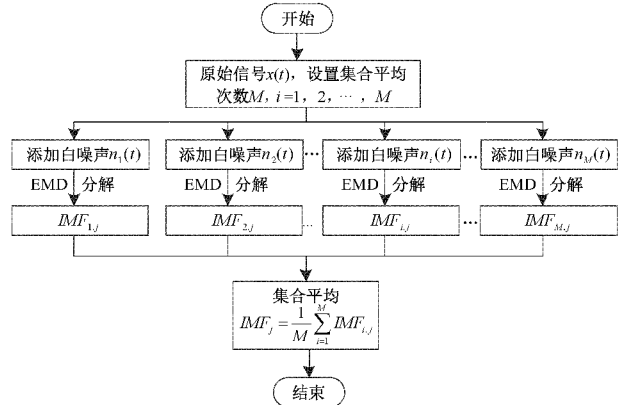 开始
原始信号x(t)，设置集合平均
次数M，i=1，2，…，M
添加白噪声n₁(t) 添加白噪声n₂(t) … 添加白噪声nᵢ(t) … 添加白噪声n_M(t)
EMD 分解 EMD 分解 EMD 分解 EMD 分解
IMF₁,ⱼ IMF₂,ⱼ … IMFᵢ,ⱼ … IMF_M,ⱼ
集合平均
IMFⱼ = 1/M ∑ᵢ₌₁ᴹ IMFᵢ,ⱼ
结束